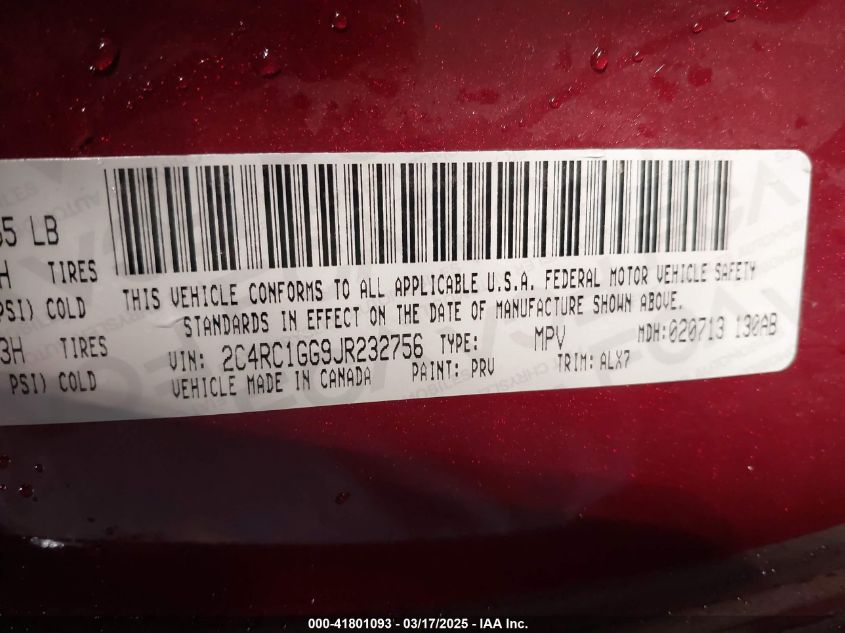 65 LB
H TIRES
PSI) COLD
3H TIRES
PSI) COLD
THIS VEHICLE CONFORMS TO ALL APPLICABLE U.S.A. FEDERAL MOTOR VEHICLE SAFETY
STANDARDS IN EFFECT ON THE DATE OF MANUFACTURE SHOWN ABOVE.
VIN: 2C4RC1GG9JR232756 TYPE: MPV MDH:020713 130AB
VEHICLE MADE IN CANADA PAINT: PRV TRIM: ALX7
000-41801093 / 03/17/2025 - IAA Inc.